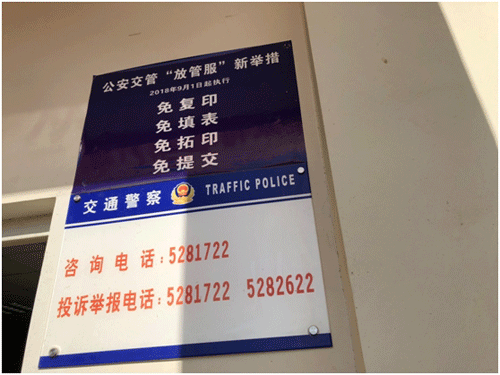 公安交管“放管服”新举措
2018年9月1日起执行
免复印
免填表
免拓印
免提交
交通警察 TRAFFIC POLICE
咨询电话:5281722
投诉举报电话:5281722 5282622